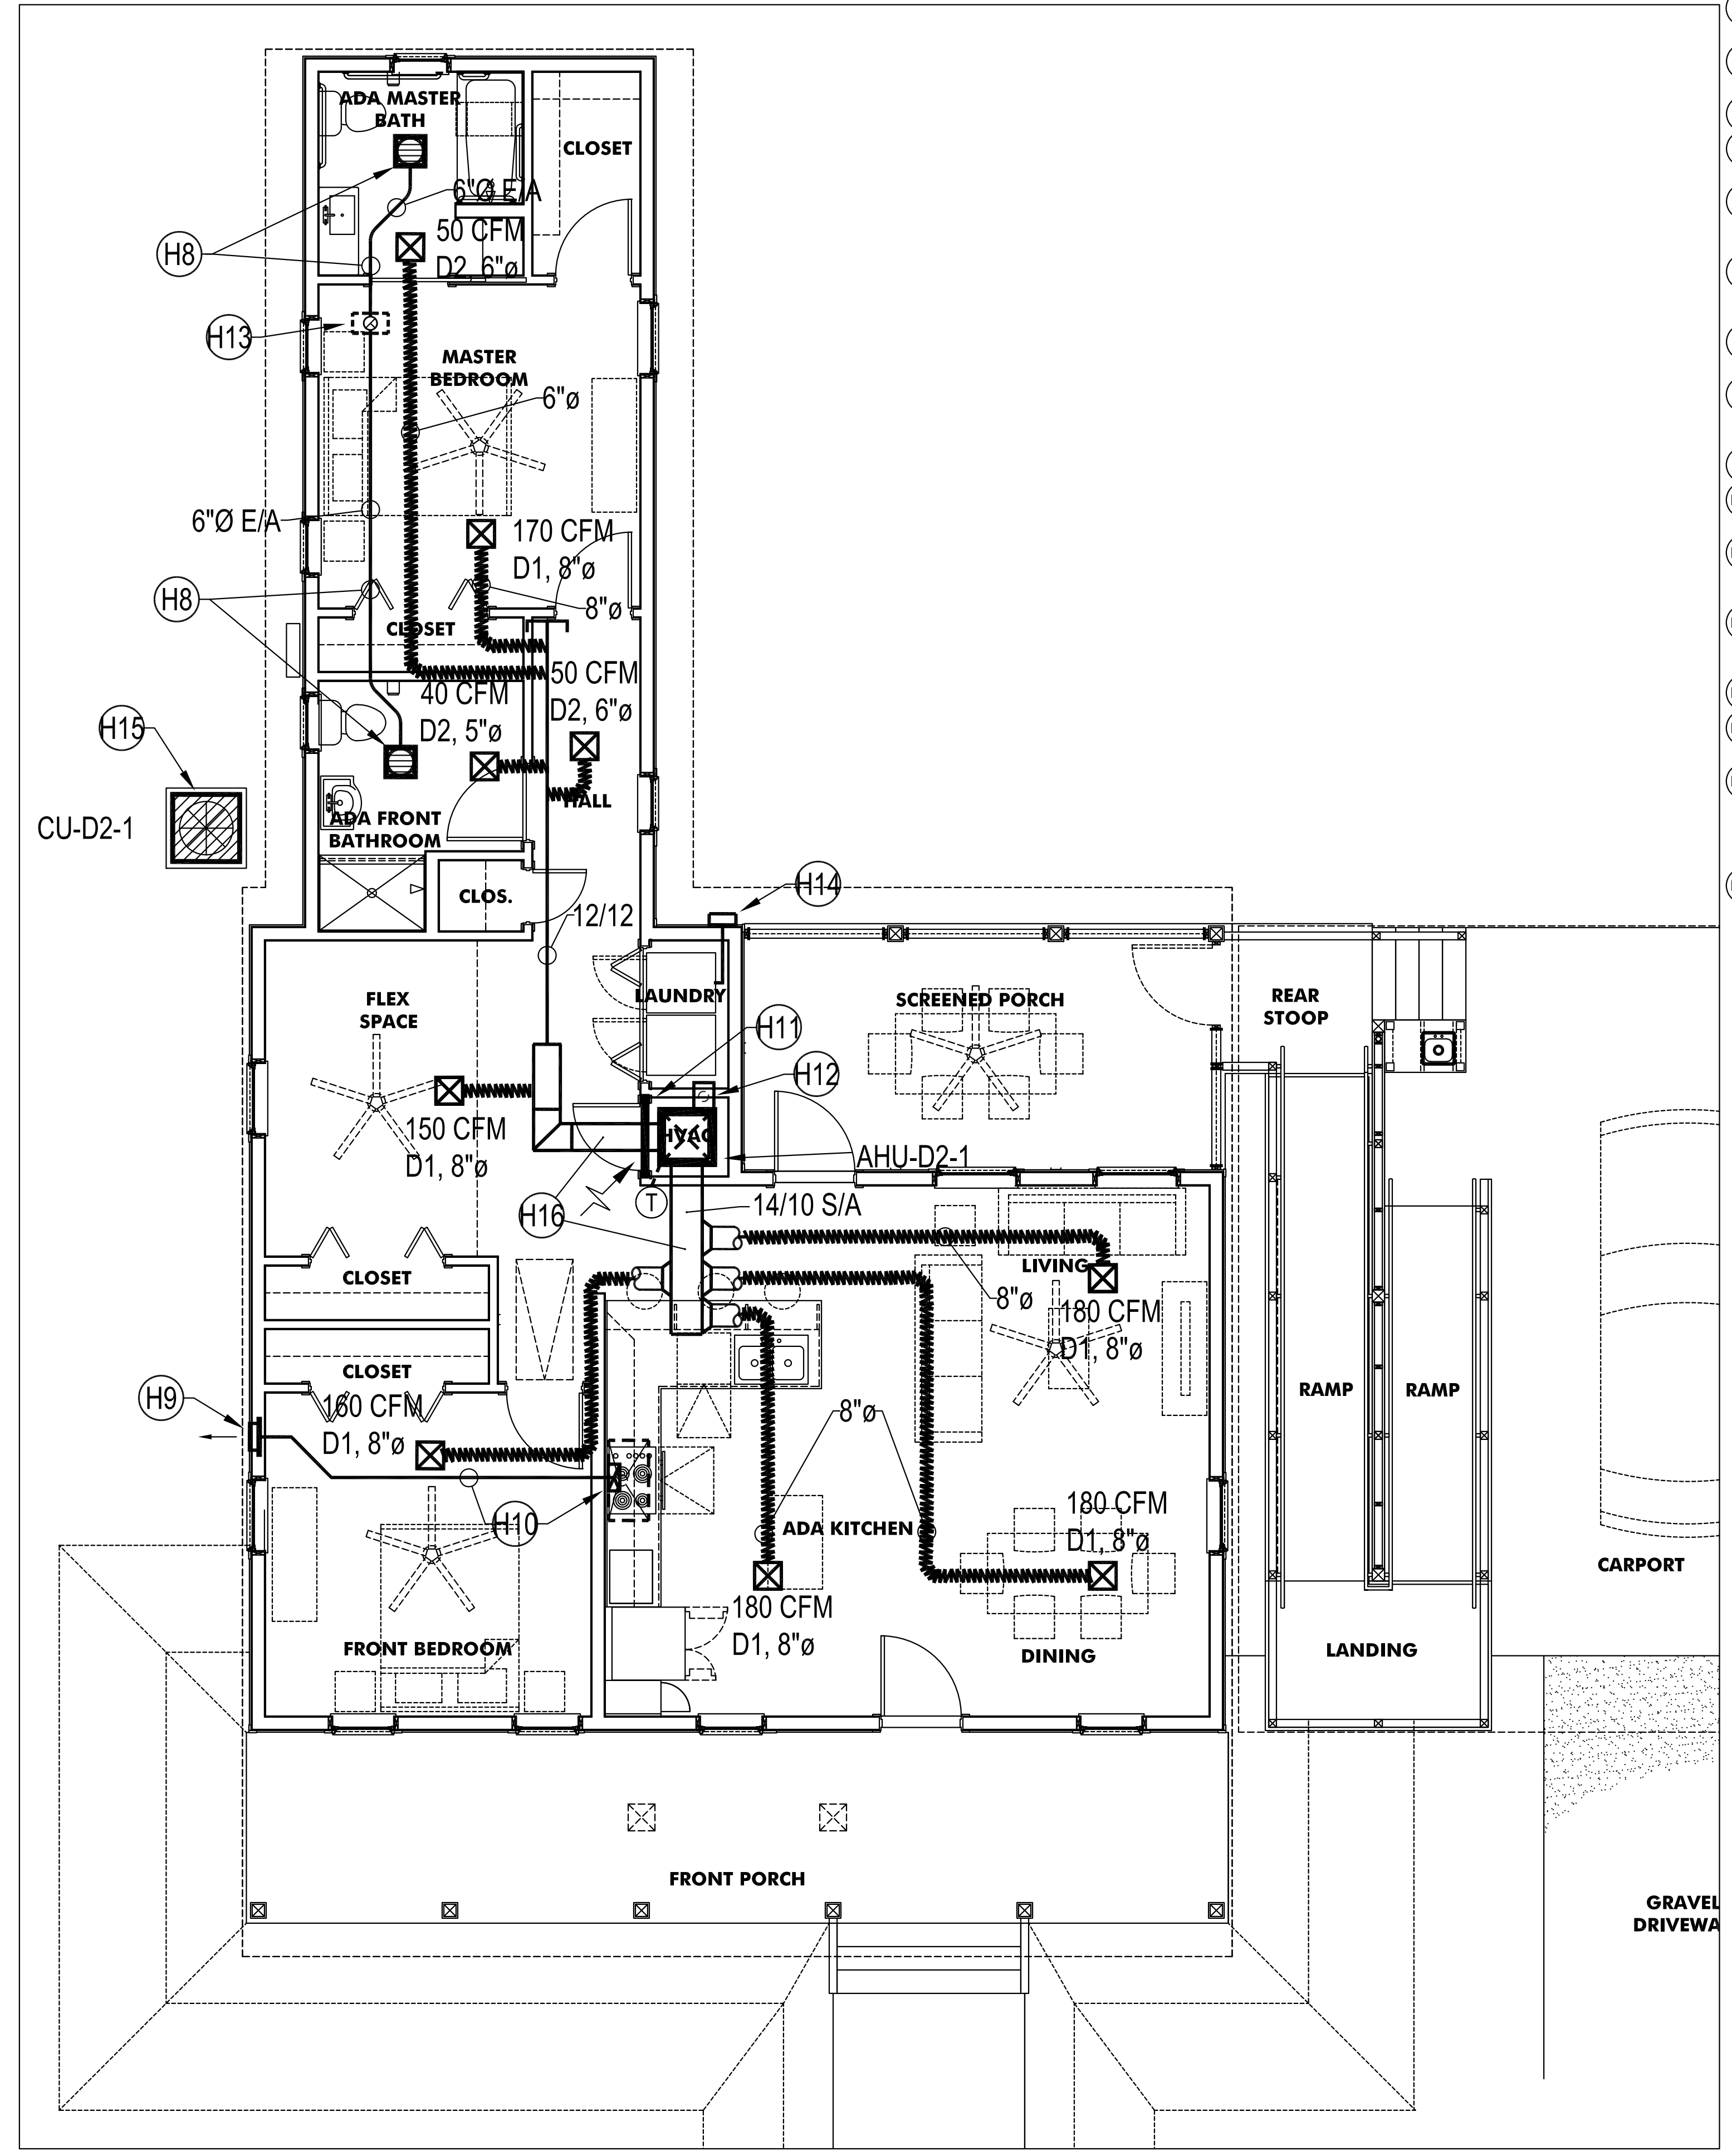 ADA MASTER
BATH
CLOSET
6"Ø E/A
50 CFM
D2, 6"ø
H8
H13
MASTER
BEDROOM
6"ø
6"Ø E/A
170 CFM
D1, 8"ø
H8
8"ø
CLOSET
50 CFM
D2, 6"ø
40 CFM
D2, 5"ø
H15
CU-D2-1
HALL
ADA FRONT
BATHROOM
CLOS.
H14
12/12
FLEX
SPACE
LAUNDRY
SCREENED PORCH
REAR
STOOP
H11
H12
150 CFM
D1, 8"ø
HVAC
AHU-D2-1
T
14/10 S/A
H16
LIVING
CLOSET
8"ø
180 CFM
D1, 8"ø
CLOSET
RAMP
RAMP
H9
160 CFM
D1, 8"ø
8"ø
180 CFM
D1, 8"ø
H10
ADA KITCHEN
CARPORT
180 CFM
D1, 8"ø
FRONT BEDROOM
DINING
LANDING
FRONT PORCH
GRAVEL
DRIVEWA